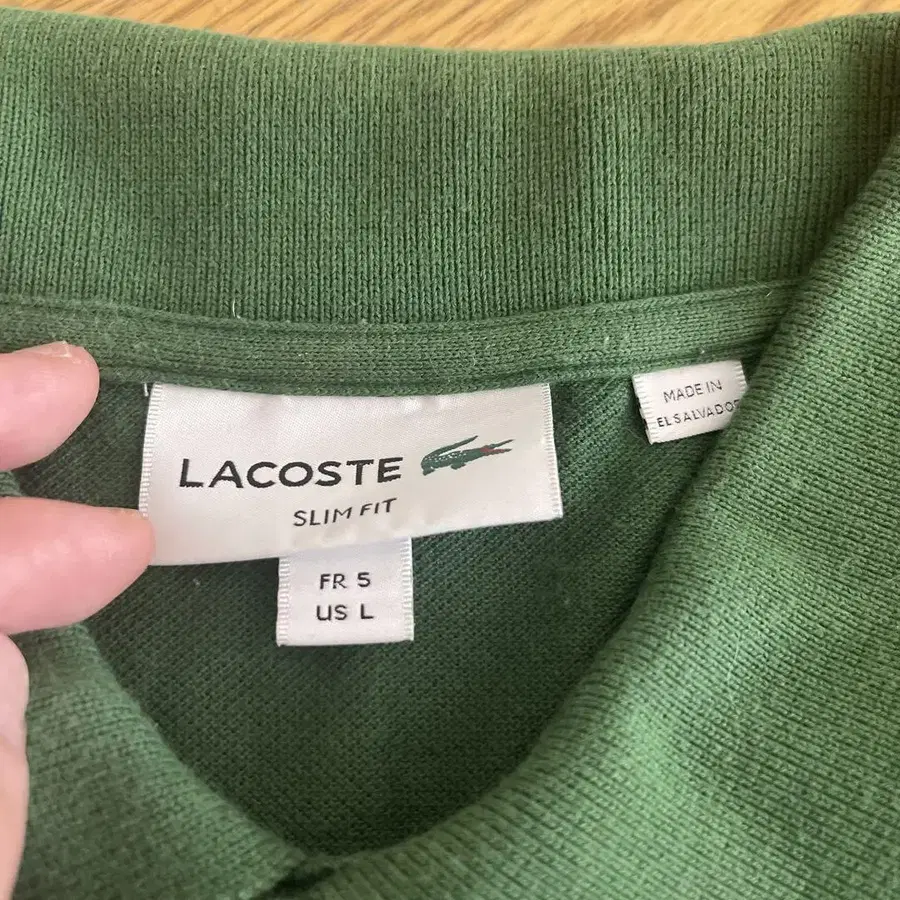 LACOSTE
SLIM FIT
FR 5
US L
MADE IN
EL SALVADOR